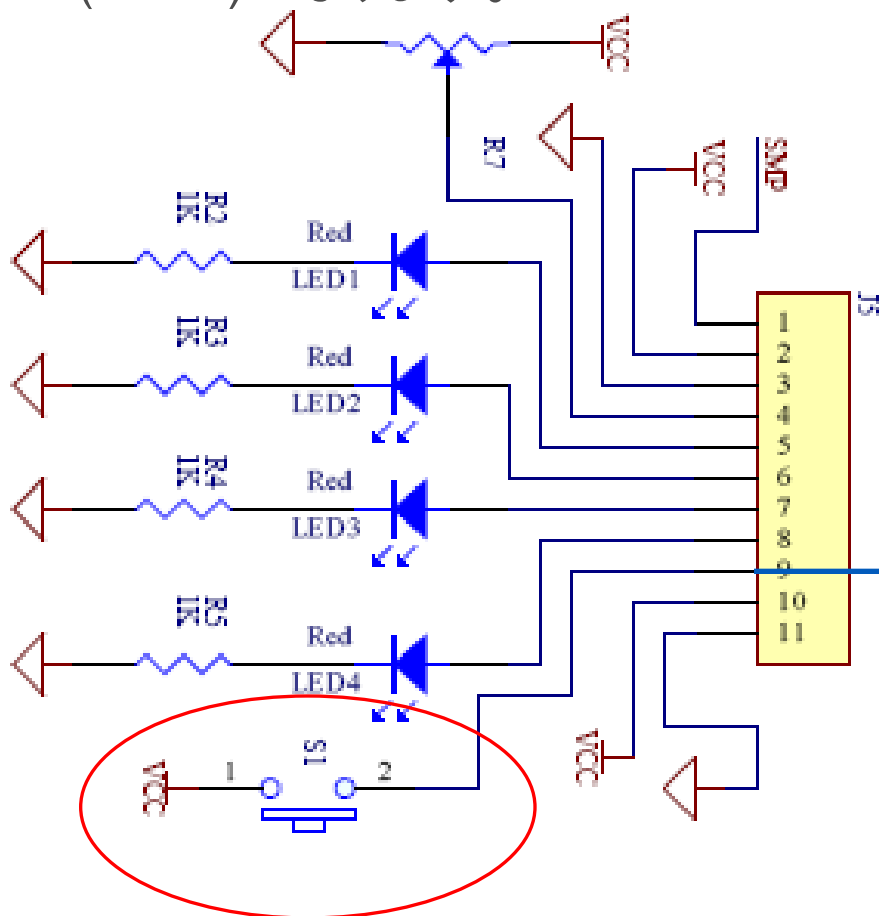 VCC
R7
VCC
SMP
R2
1K
Red
LED1
J5
1
2
3
4
5
6
7
8
9
10
11
R3
1K
Red
LED2
R4
1K
Red
LED3
R5
1K
Red
LED4
S1
VCC
1
2
VCC